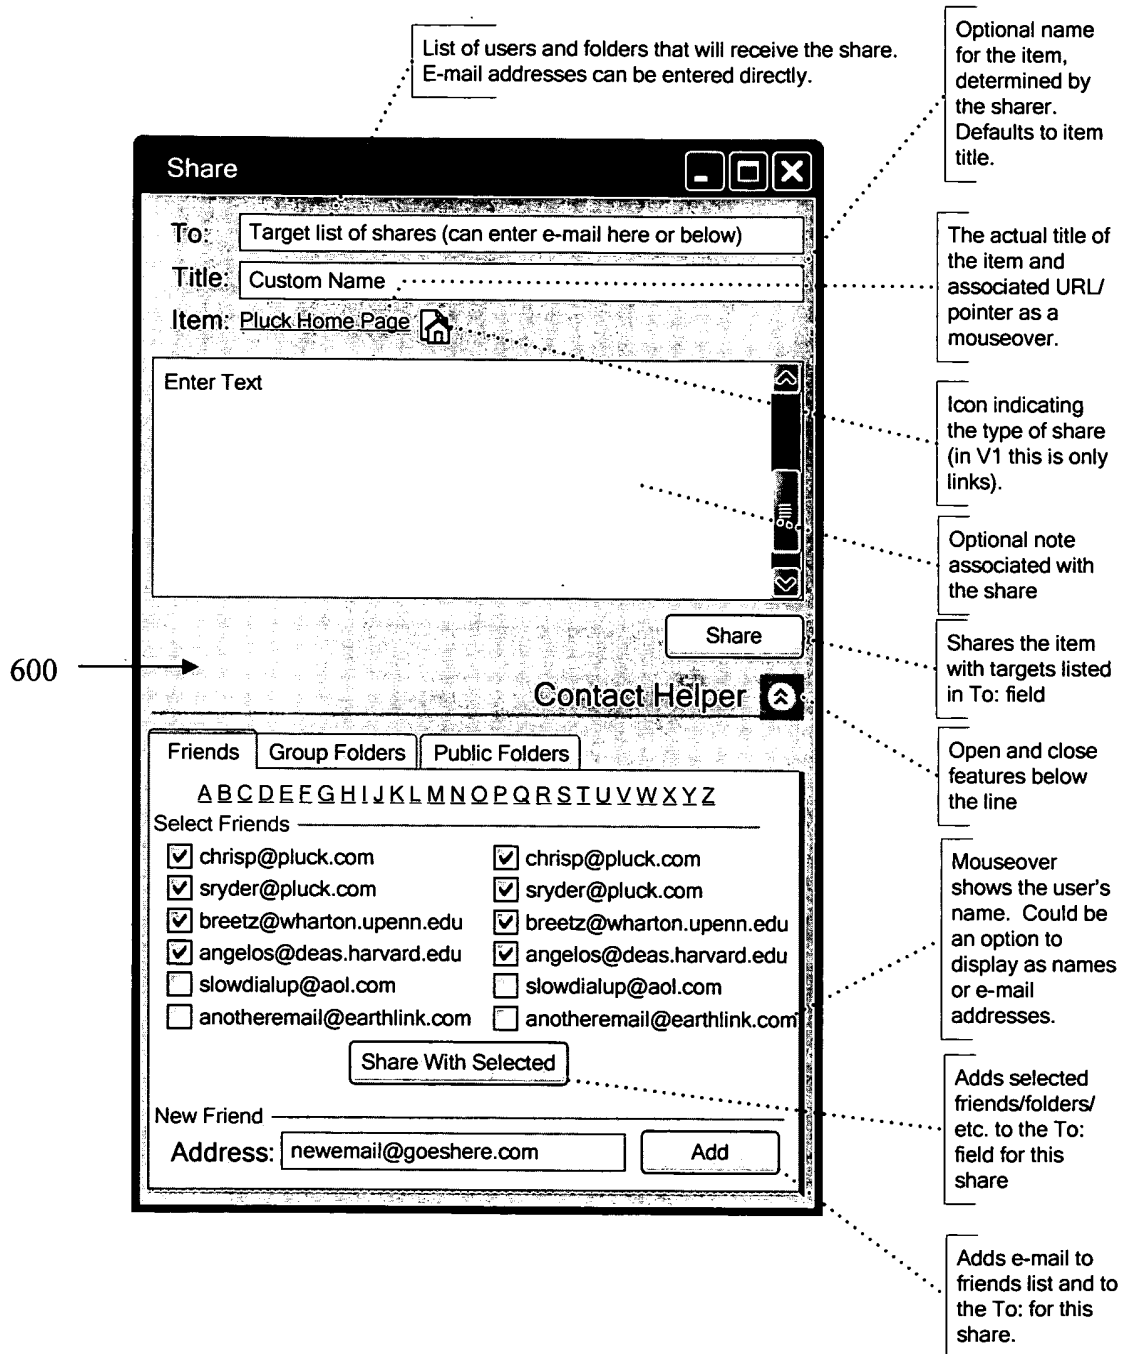 List of users and folders that will receive the share.
E-mail addresses can be entered directly.
Optional name
for the item,
determined by
the sharer.
Defaults to item
title.
Share
To: Target list of shares (can enter e-mail here or below)
Title: Custom Name
Item: Pluck Home Page
The actual title of
the item and
associated URL/
pointer as a
mouseover.
Enter Text
Icon indicating
the type of share
(in V1 this is only
links).
Optional note
associated with
the share
Share
Shares the item
with targets listed
in To: field
600
Contact Helper
Open and close
features below
the line
Friends Group Folders Public Folders
A B C D E F G H I J K L M N O P Q R S T U V W X Y Z
Select Friends
chrisp@pluck.com chrisp@pluck.com
sryder@pluck.com sryder@pluck.com
breetz@wharton.upenn.edu breetz@wharton.upenn.edu
angelos@deas.harvard.edu angelos@deas.harvard.edu
slowdialup@aol.com slowdialup@aol.com
anotheremail@earthlink.com anotheremail@earthlink.com
Mouseover
shows the user's
name. Could be
an option to
display as names
or e-mail
addresses.
Share With Selected
Adds selected
friends/folders/
etc. to the To:
field for this
share
New Friend
Address: newemail@goeshere.com Add
Adds e-mail to
friends list and to
the To: for this
share.